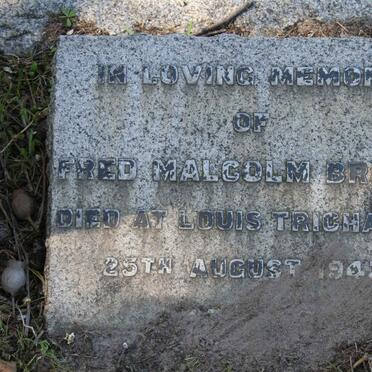 IN LOVING MEMOR
OF
FRED MALCOLM BR
DIED AT LOUIS TRICHA
25TH AUGUST 194